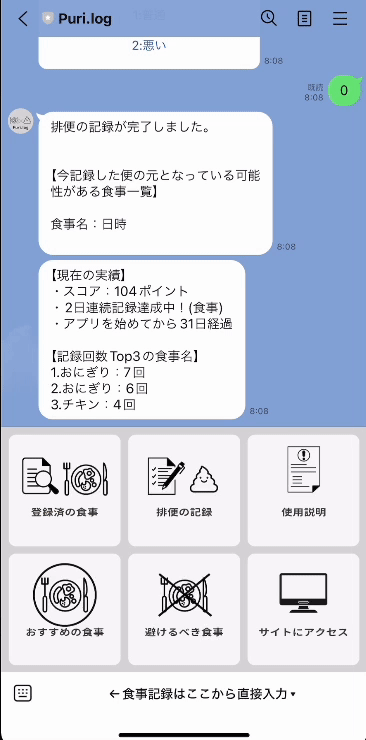 Puri.log
2:悪い
8:08
既読
8:08
0
排便の記録が完了しました。
【今記録した便の元となっている可能
性がある食事一覧】
食事名：日時
8:08
【現在の実績】
・スコア：104ポイント
・2日連続記録達成中！(食事)
・アプリを始めてから31日経過
【記録回数Top3の食事名】
1.おにぎり：7回
2.おにぎり：6回
3.チキン：4回
8:08
登録済の食事
排便の記録
使用説明
おすすめの食事
避けるべき食事
サイトにアクセス
←食事記録はここから直接入力▾